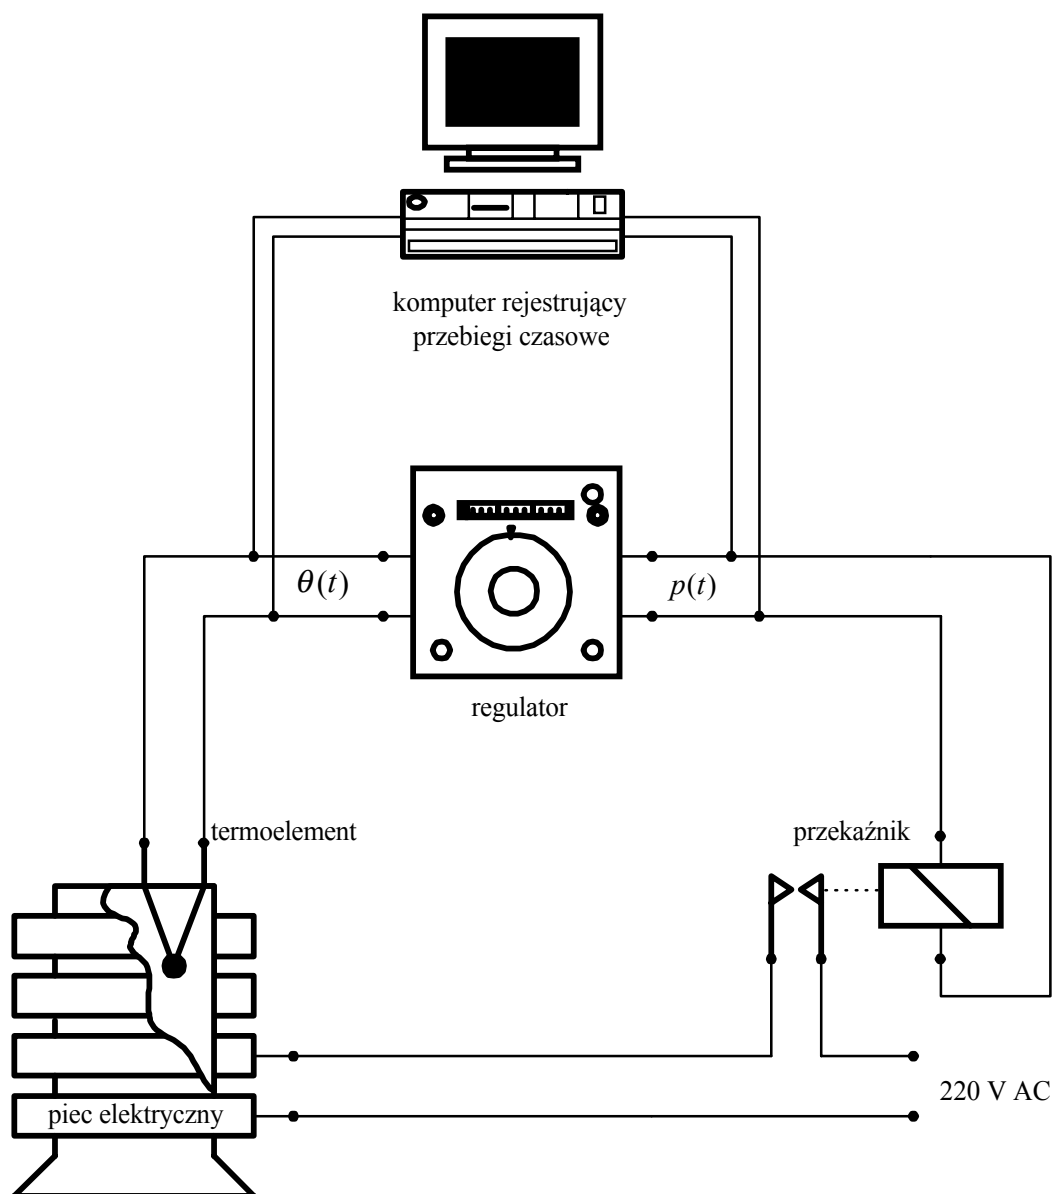 komputer rejestrujący
przebiegi czasowe
θ(t)
p(t)
regulator
termoelement
przekaźnik
220 V AC
piec elektryczny